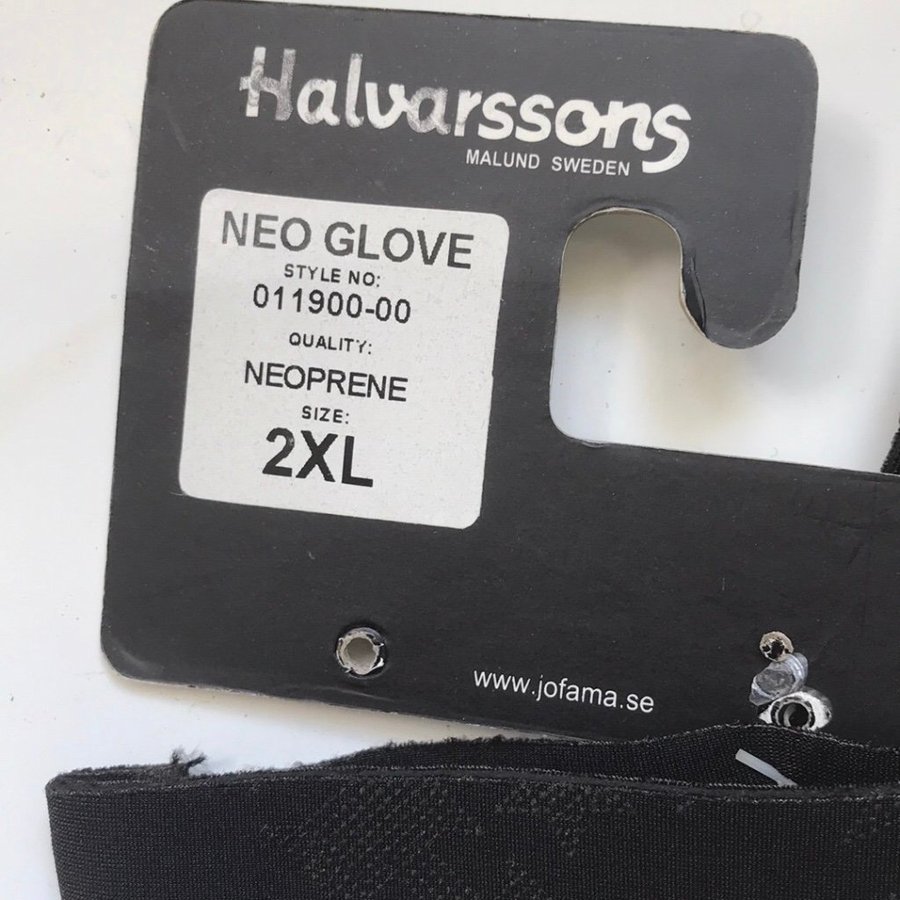 Halvarssons
MALUND SWEDEN
NEO GLOVE
STYLE NO:
011900-00
QUALITY:
NEOPRENE
SIZE:
2XL
www.jofama.se